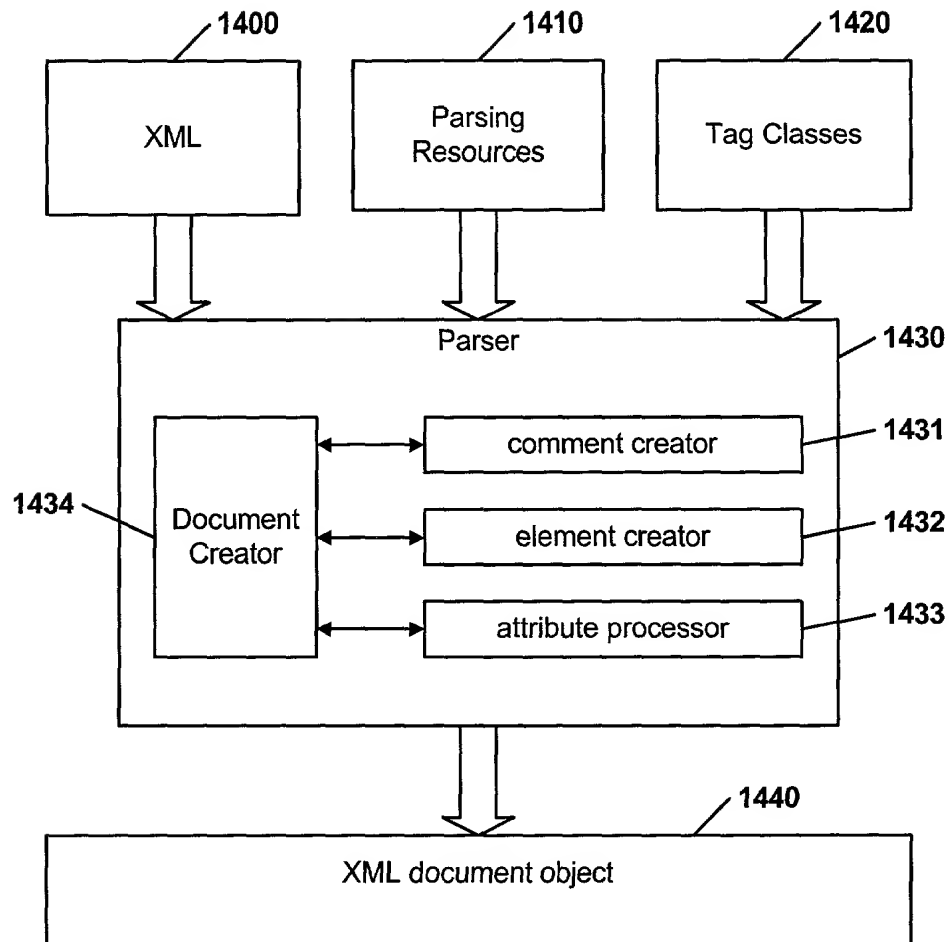 1400
1410
1420
XML
Parsing
Resources
Tag Classes
Parser
1430
comment creator
1431
1434
Document
Creator
element creator
1432
attribute processor
1433
1440
XML document object